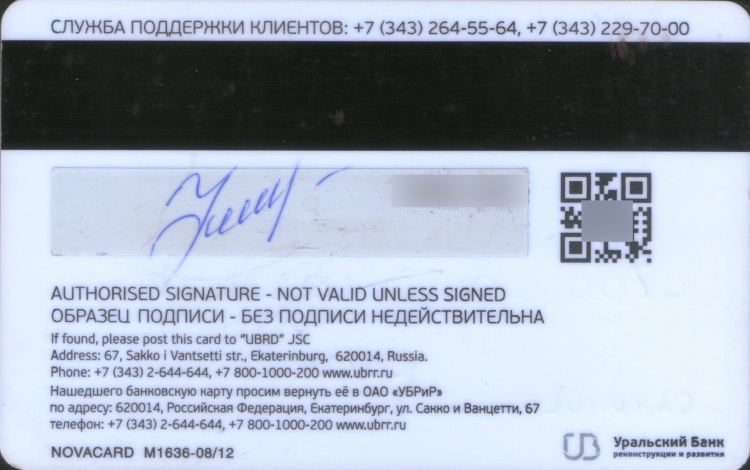 СЛУЖБА ПОДДЕРЖКИ КЛИЕНТОВ: +7 (343) 264-55-64, +7 (343) 229-70-00
AUTHORISED SIGNATURE - NOT VALID UNLESS SIGNED
ОБРАЗЕЦ ПОДПИСИ - БЕЗ ПОДПИСИ НЕДЕЙСТВИТЕЛЬНА
If found, please post this card to "UBRD" JSC
Address: 67, Sakko i Vantsetti str., Ekaterinburg, 620014, Russia.
Phone: +7 (343) 2-644-644, +7 800-1000-200 www.ubrr.ru
Нашедшего банковскую карту просим вернуть её в ОАО «УБРиР»
по адресу: 620014, Российская Федерация, Екатеринбург, ул. Сакко и Ванцетти, 67
телефон: +7 (343) 2-644-644, +7 800-1000-200 www.ubrr.ru
NOVACARD M1636-08/12
Уральский Банк
реконструкции и развития